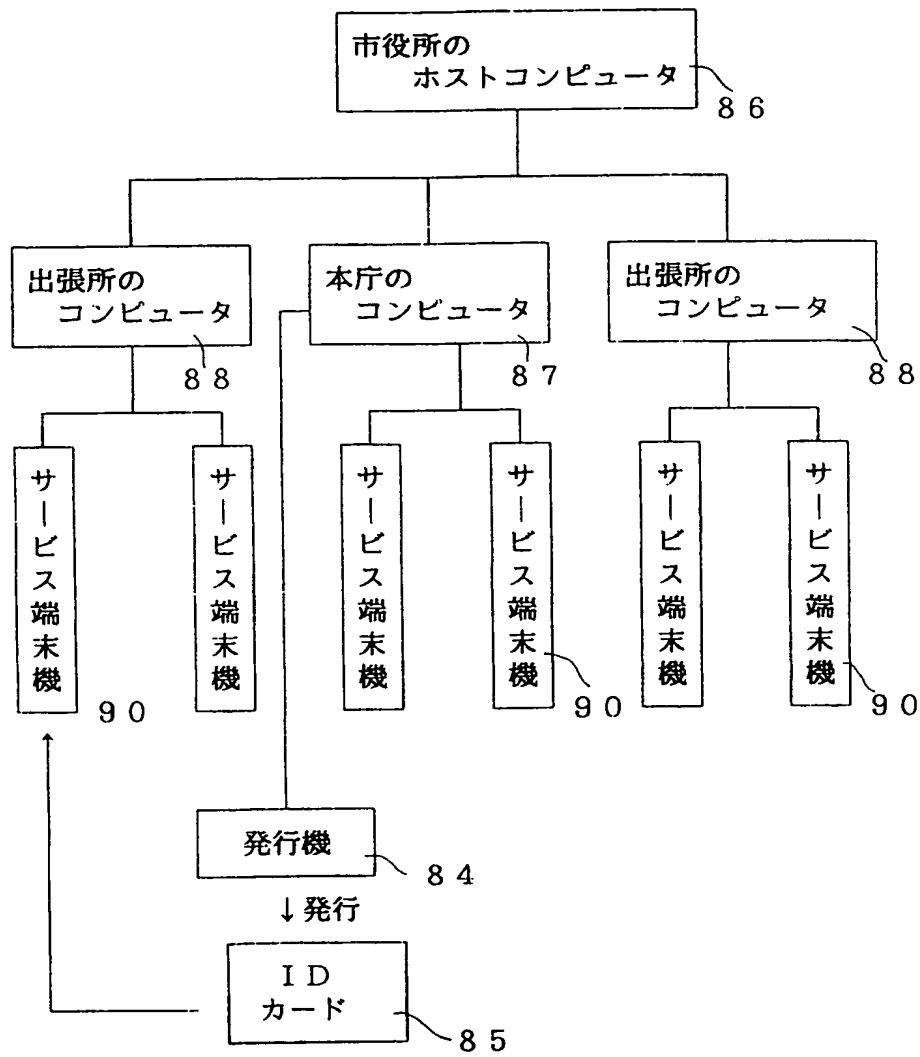 市役所の
ホストコンピュータ
８６
出張所の
コンピュータ
８８
本庁の
コンピュータ
８７
出張所の
コンピュータ
８８
サービス端末機
９０
サービス端末機
サービス端末機
サービス端末機
９０
サービス端末機
サービス端末機
９０
発行機
８４
↓発行
ＩＤ
カード
８５